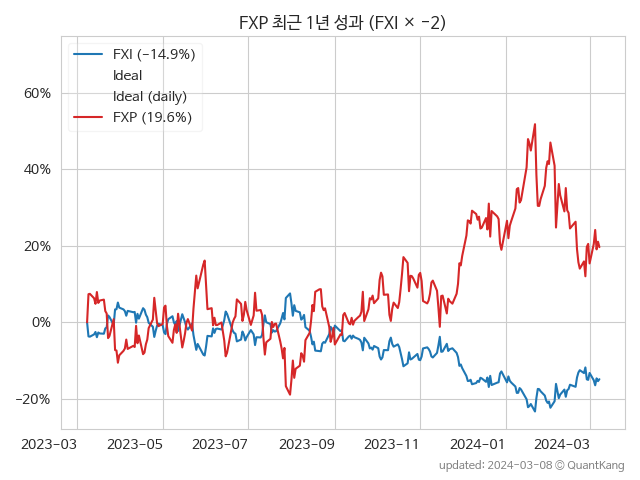 FXP 최근 1년 성과 (FXI × −2)
FXI (−14.9%)
Ideal
Ideal (daily)
FXP (19.6%)
60%
40%
20%
0%
−20%
2023−03 2023−05 2023−07 2023−09 2023−11 2024−01 2024−03
updated: 2024−03−08 © QuantKang